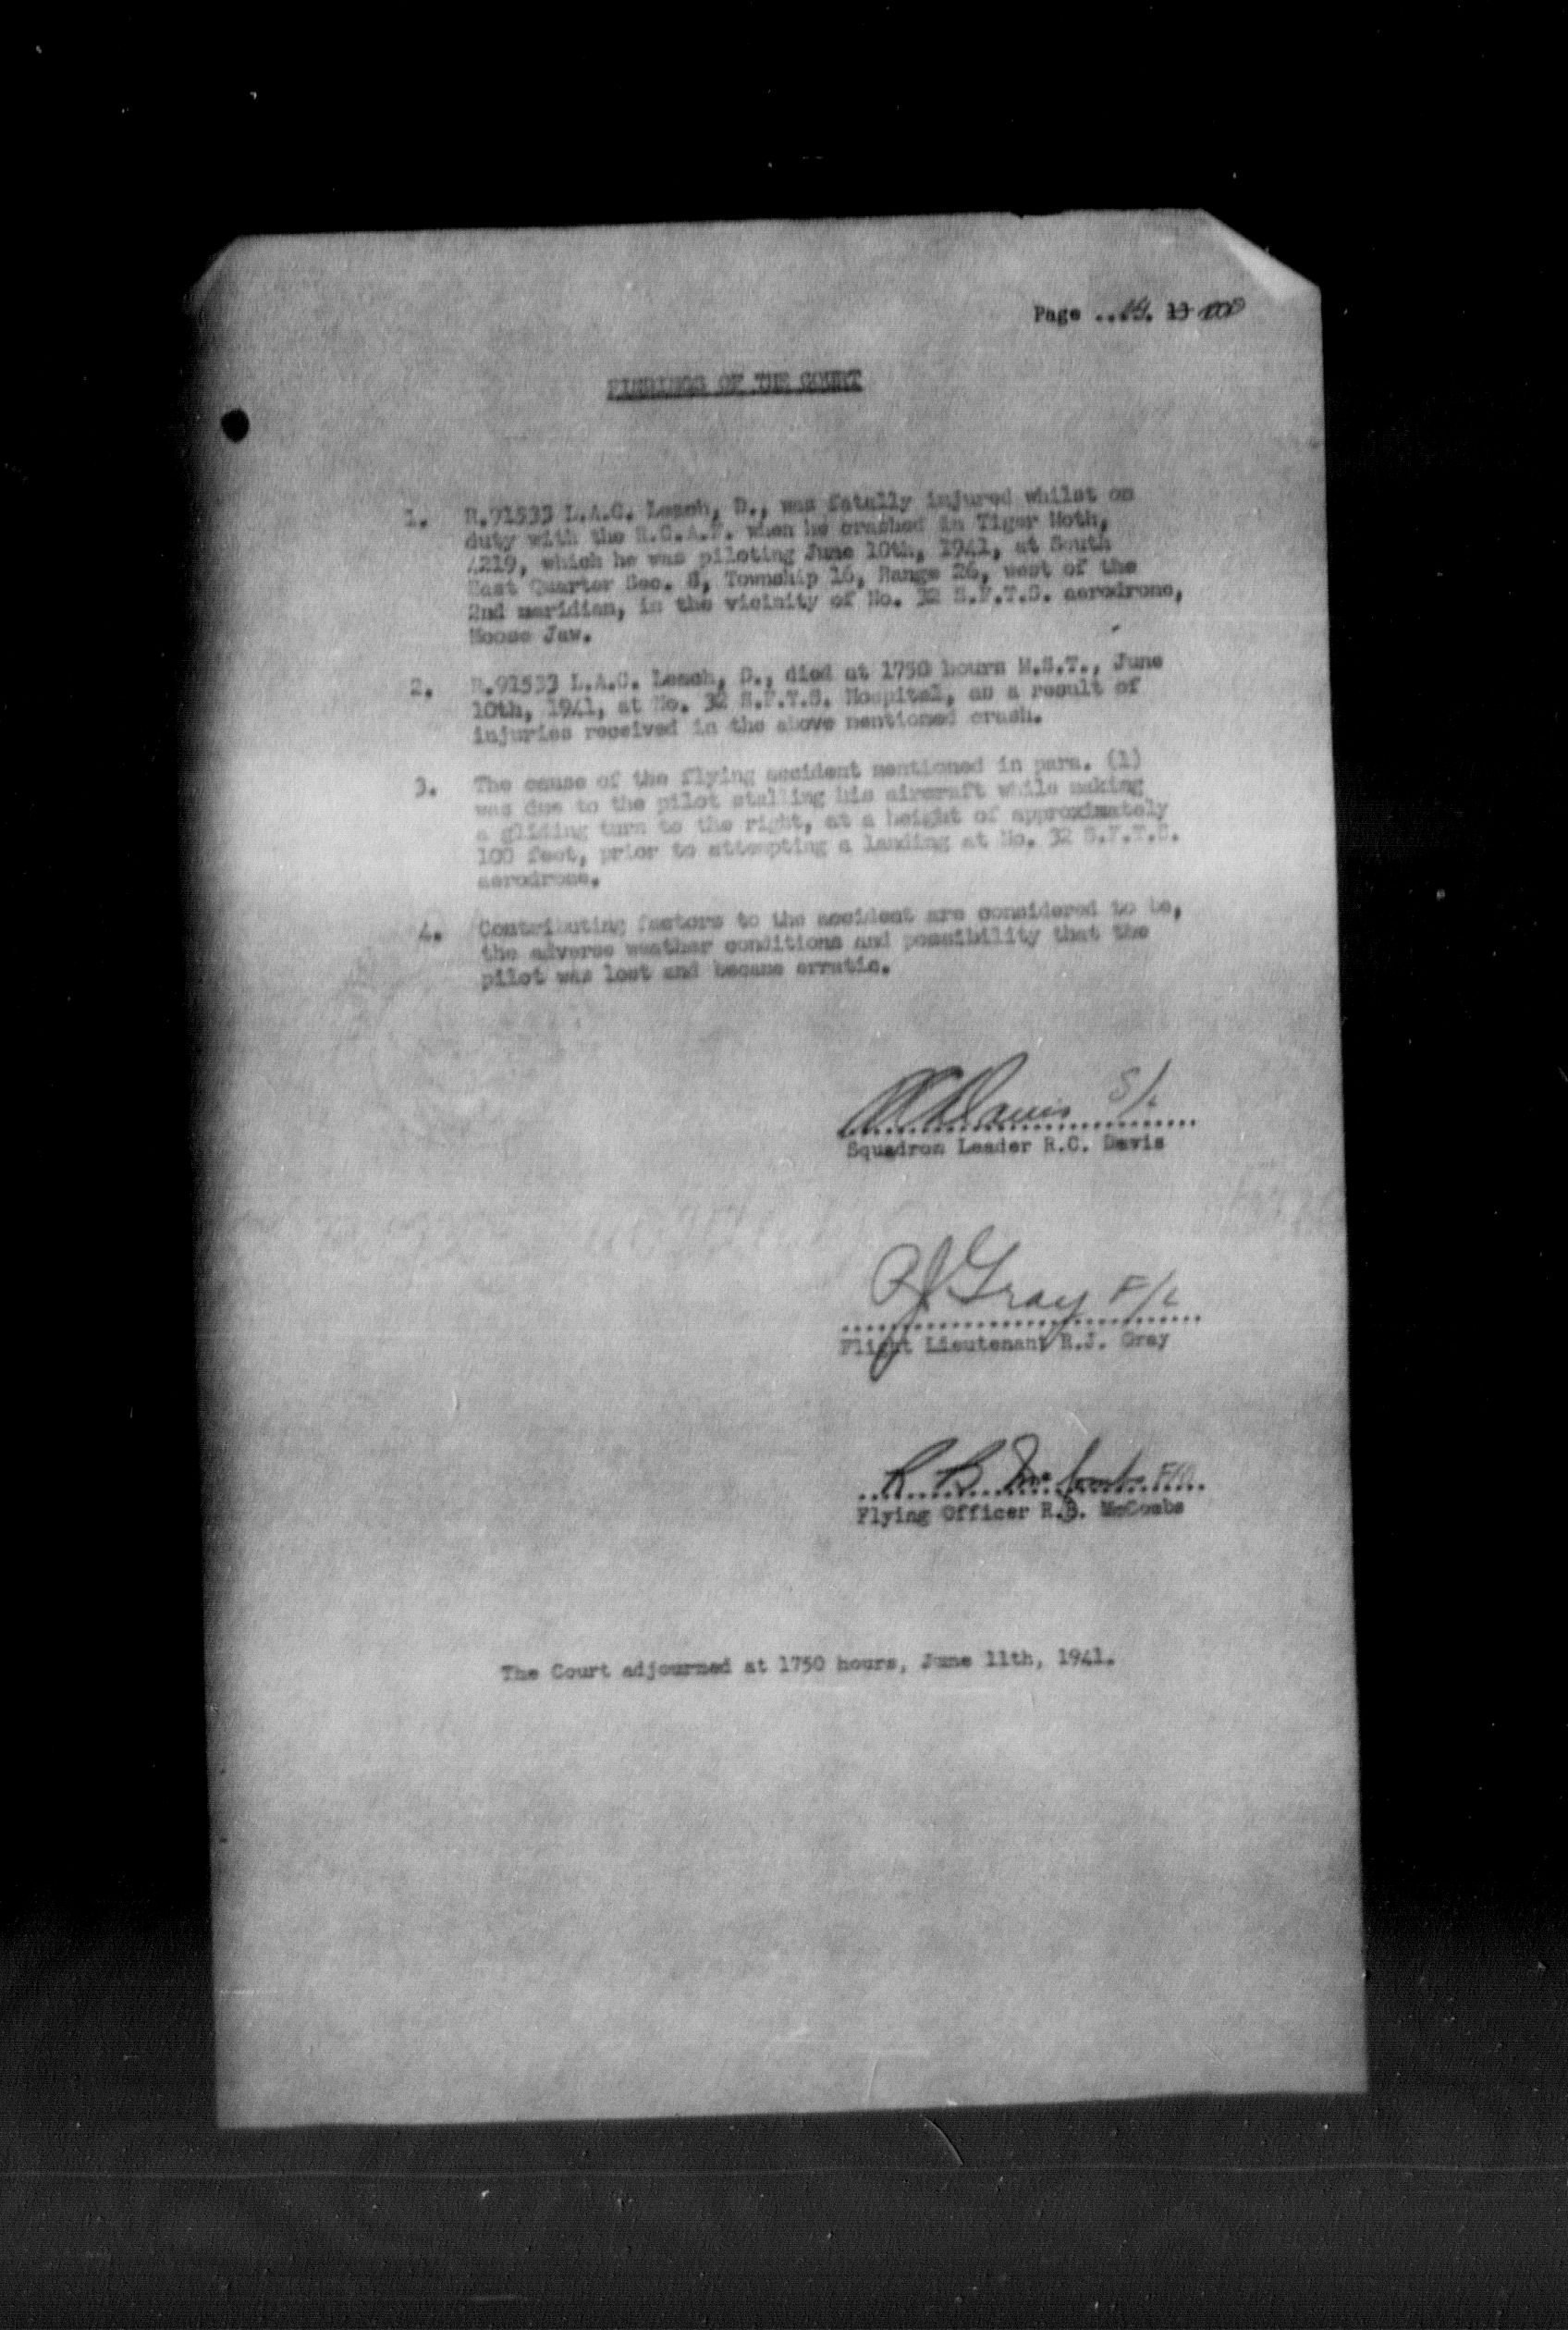 Page ..14. 13
FINDINGS OF THE COURT
1. R.91533 L.A.C. Leach, D., was fatally injured whilst on
duty with the R.C.A.F. when he crashed in Tiger Moth,
4219, which he was piloting June 10th, 1941, at South
East Quarter Sec. 8, Township 16, Range 26, west of the
2nd meridian, in the vicinity of No. 32 S.F.T.S. aerodrome,
Moose Jaw.
2. R.91533 L.A.C. Leach, D., died at 1750 hours M.S.T., June
10th, 1941, at No. 32 S.F.T.S. Hospital, as a result of
injuries received in the above mentioned crash.
3. The cause of the flying accident mentioned in para. (1)
was due to the pilot stalling his aircraft while making
a gliding turn to the right, at a height of approximately
100 feet, prior to attempting a landing at No. 32 S.F.T.S.
aerodrome.
4. Contributing factors to the accident are considered to be,
the adverse weather conditions and possibility that the
pilot was lost and became erratic.
RCDavis S/L
Squadron Leader R.C. Davis
RJGray F/L
Flight Lieutenant R.J. Gray
R B McCombs F/O
Flying Officer R.B. McCombs
The Court adjourned at 1750 hours, June 11th, 1941.